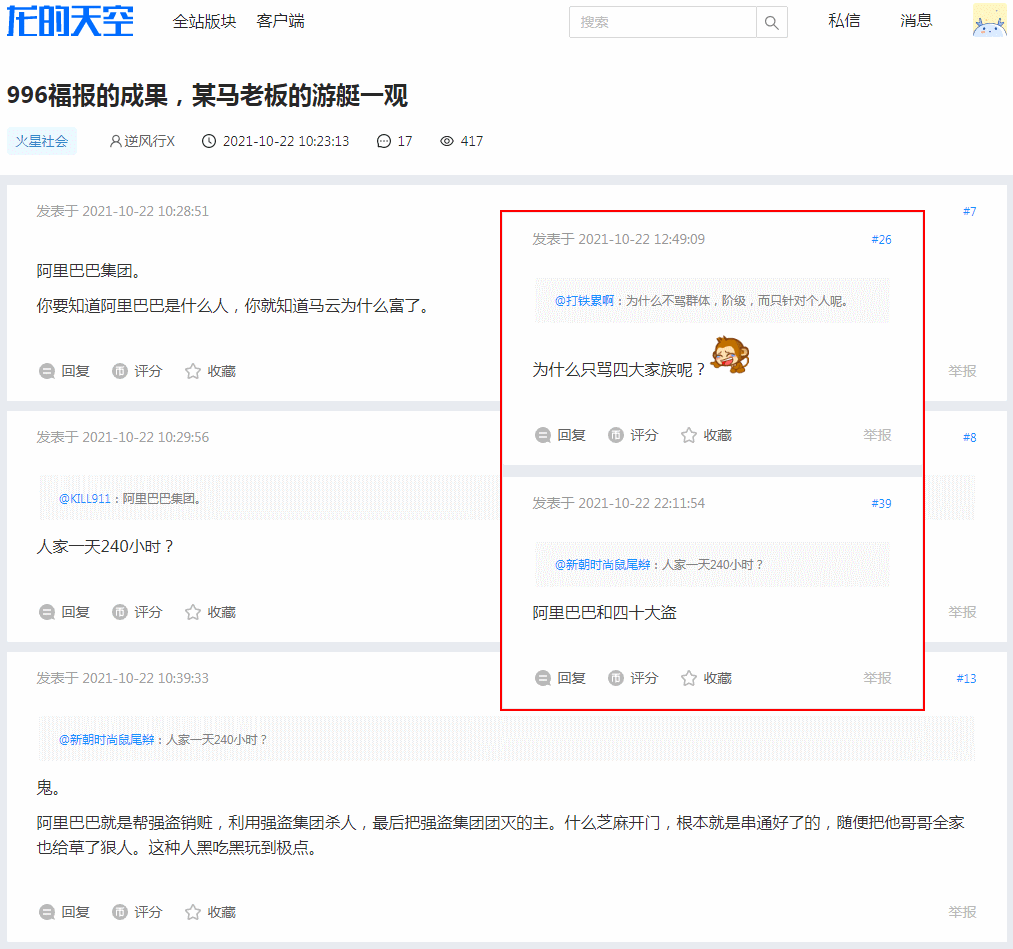 龙的天空
全站版块 客户端
搜索
私信 消息
996福报的成果，某马老板的游艇一观
火星社会 逆风行X 2021-10-22 10:23:13 17 417
发表于 2021-10-22 10:28:51 #7
阿里巴巴集团。
你要知道阿里巴巴是什么人，你就知道马云为什么富了。
回复 评分 收藏 举报
发表于 2021-10-22 10:29:56 #8
@KILL911：阿里巴巴集团。
人家一天240小时？
回复 评分 收藏 举报
发表于 2021-10-22 10:39:33 #13
@新朝时尚鼠尾辫：人家一天240小时？
鬼。
阿里巴巴就是帮强盗销赃，利用强盗集团杀人，最后把强盗集团团灭的主。什么芝麻开门，根本就是串通好了的，随便把他哥哥全家
也给草了狠人。这种人黑吃黑玩到极点。
回复 评分 收藏 举报
发表于 2021-10-22 12:49:09 #26
@打铁累啊：为什么不骂群体，阶级，而只针对个人呢。
为什么只骂四大家族呢？
回复 评分 收藏 举报
发表于 2021-10-22 22:11:54 #39
@新朝时尚鼠尾辫：人家一天240小时？
阿里巴巴和四十大盗
回复 评分 收藏 举报